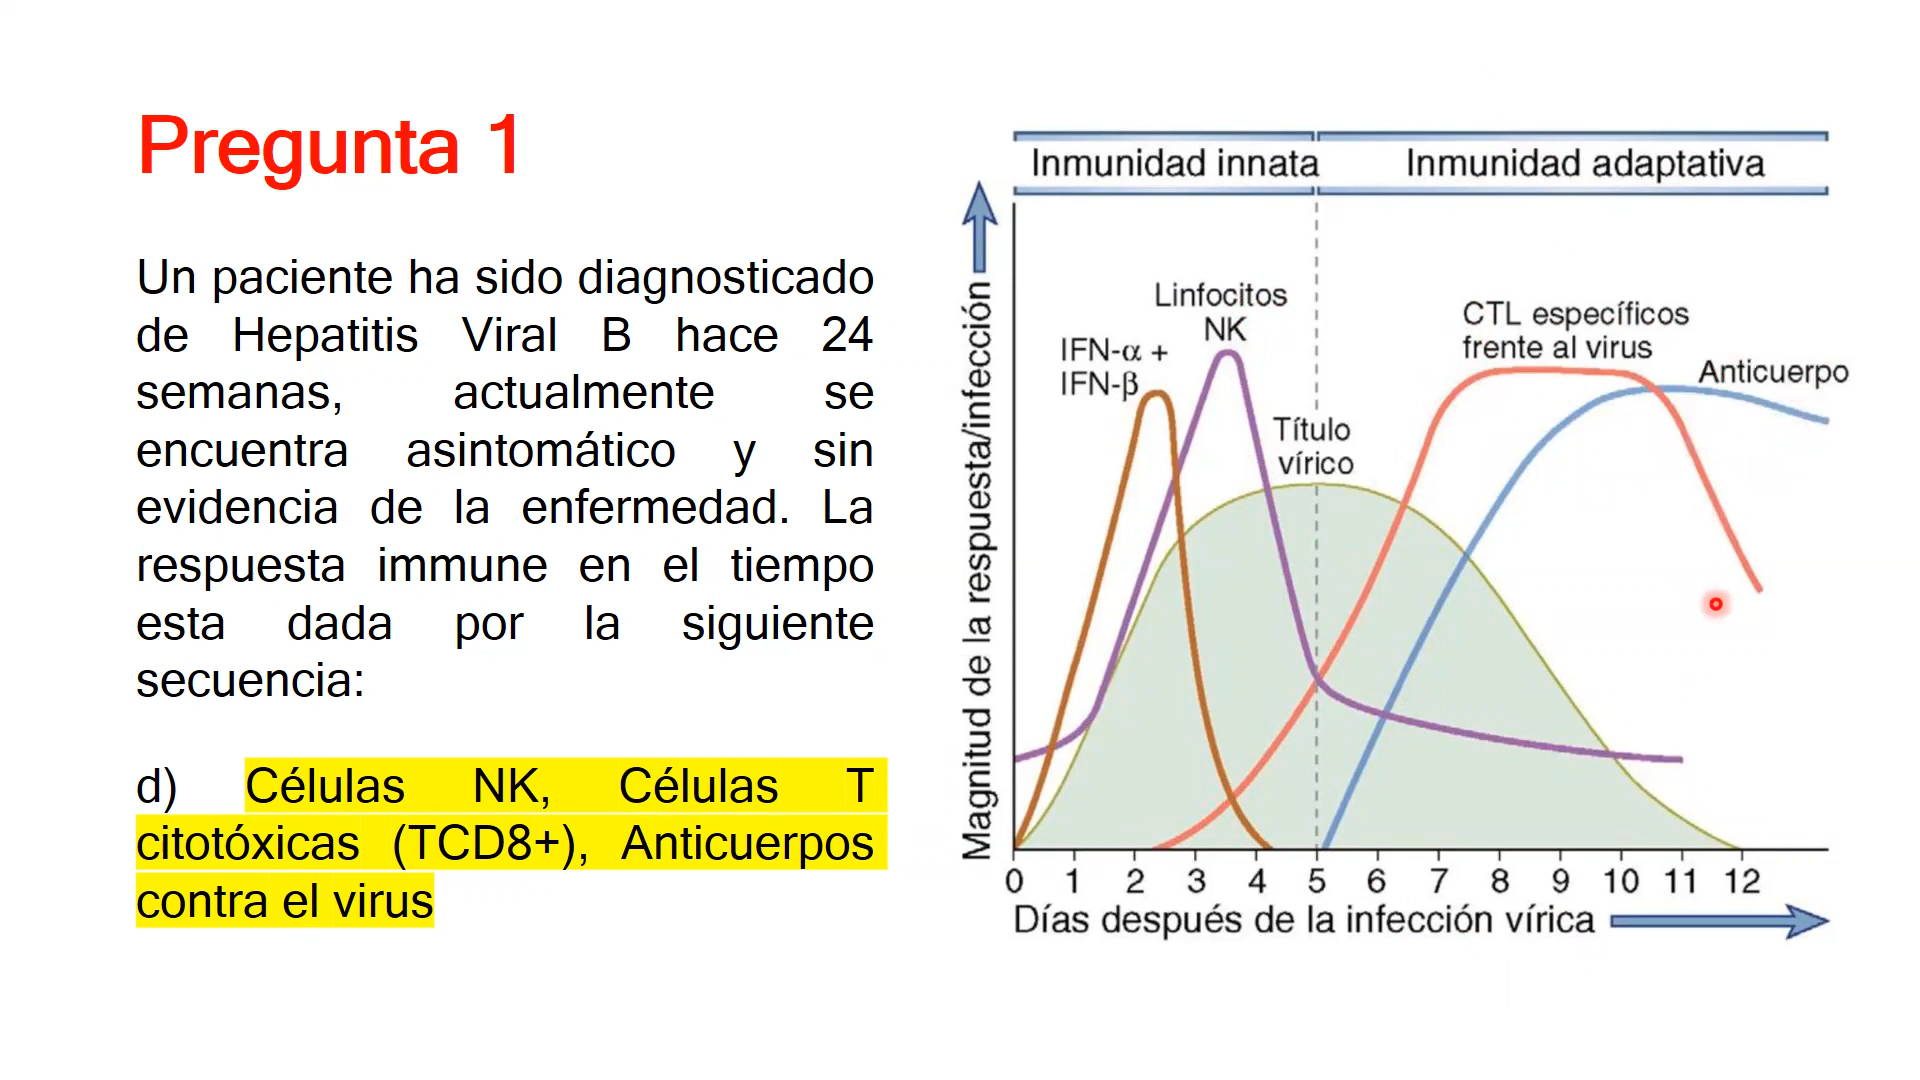 Pregunta 1
Un paciente ha sido diagnosticado
de Hepatitis Viral B hace 24
semanas, actualmente se
encuentra asintomático y sin
evidencia de la enfermedad. La
respuesta immune en el tiempo
esta dada por la siguiente
secuencia:
d) Células NK, Células T
citotóxicas (TCD8+), Anticuerpos
contra el virus
Inmunidad innata
Inmunidad adaptativa
Magnitud de la respuesta/infección
IFN-α +
IFN-β
Linfocitos
NK
Título
vírico
CTL específicos
frente al virus
Anticuerpo
0 1 2 3 4 5 6 7 8 9 10 11 12
Días después de la infección vírica